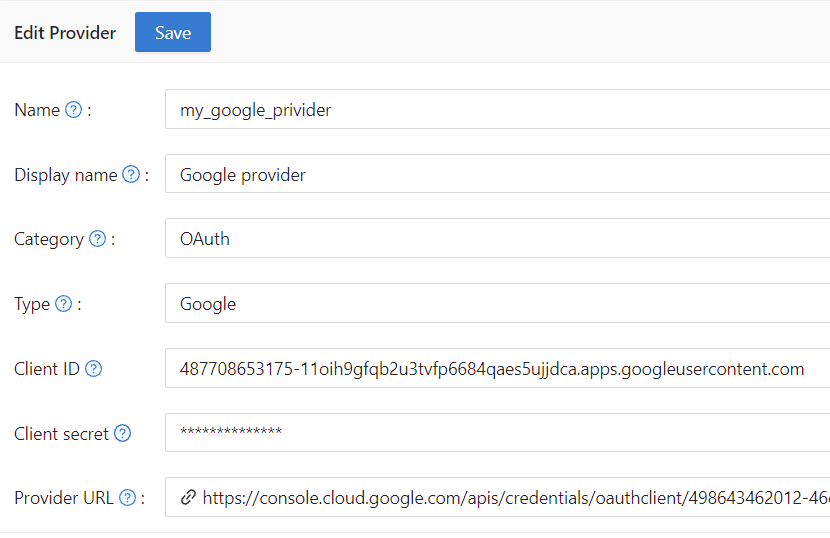 Edit Provider Save
Name ? : my_google_privider
Display name ? : Google provider
Category ? : OAuth
Type ? : Google
Client ID ? 487708653175-11oih9gfqb2u3tvfp6684qaes5ujjdca.apps.googleusercontent.com
Client secret ? **************
Provider URL ? : https://console.cloud.google.com/apis/credentials/oauthclient/498643462012-46